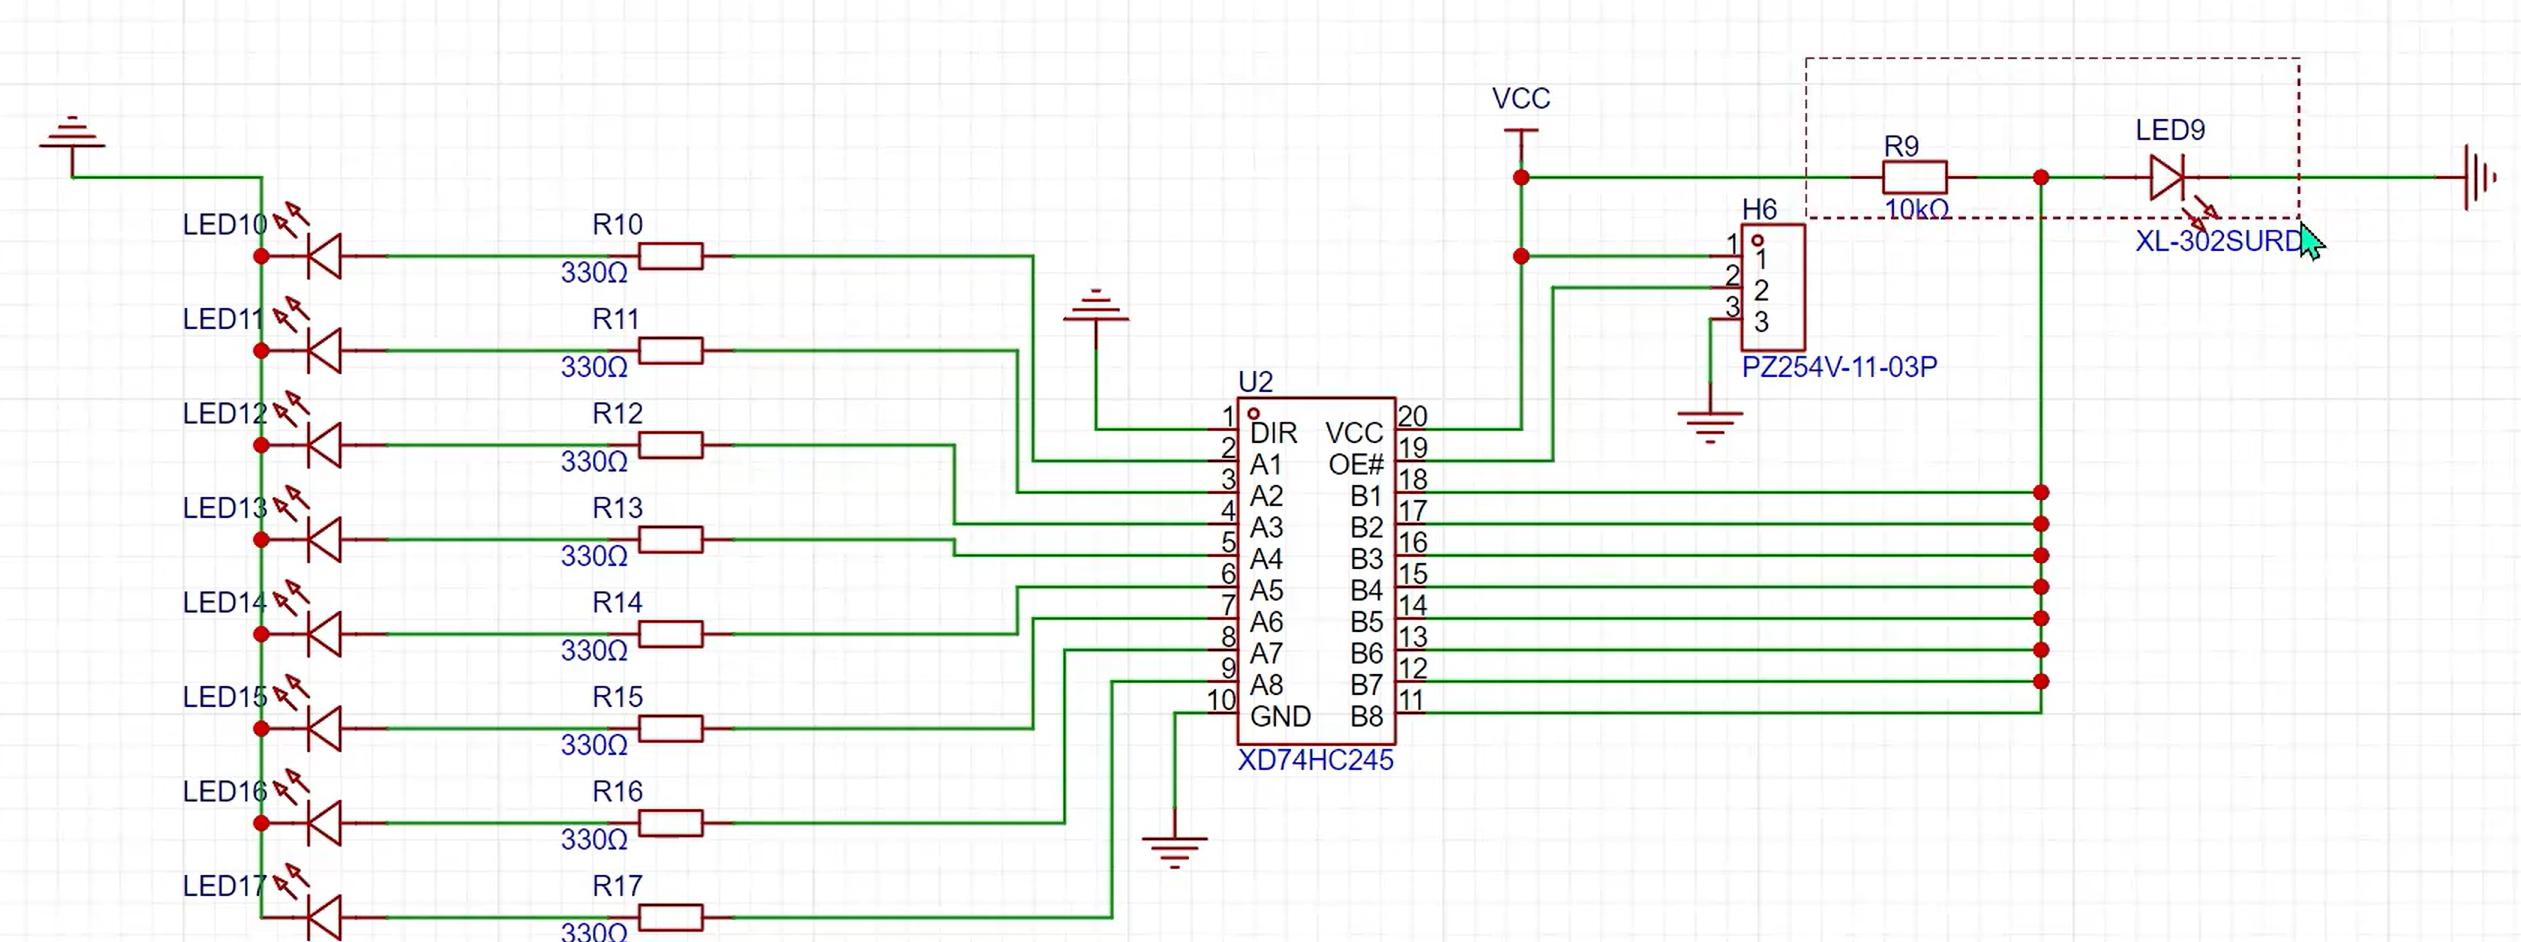 VCC
LED9
R9
10kΩ
XL-302SURD
H6
1 1
2 2
3 3
PZ254V-11-03P
LED10
R10
330Ω
LED11
R11
330Ω
LED12
R12
330Ω
LED13
R13
330Ω
LED14
R14
330Ω
LED15
R15
330Ω
LED16
R16
330Ω
LED17
R17
330Ω
U2
1 DIR VCC 20
2 A1 OE# 19
3 A2 B1 18
4 A3 B2 17
5 A4 B3 16
6 A5 B4 15
7 A6 B5 14
8 A7 B6 13
9 A8 B7 12
10 GND B8 11
XD74HC245